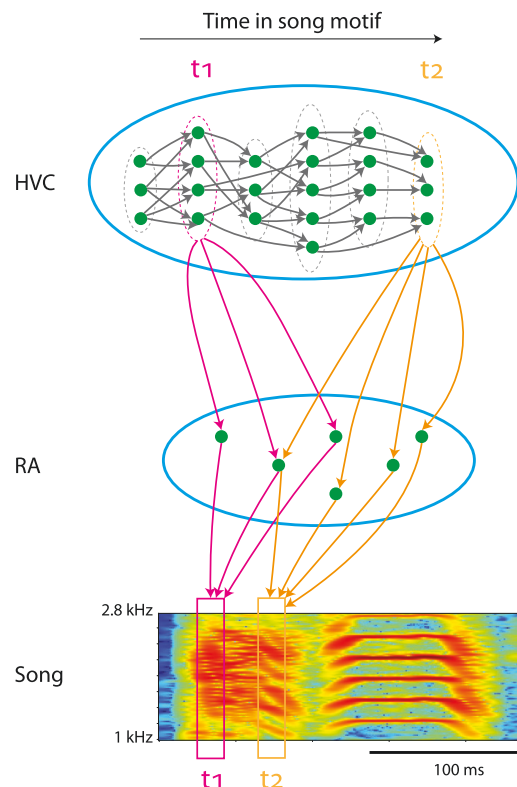 Time in song motif
t1
t2
HVC
RA
2.8 kHz
Song
1 kHz
t1
t2
100 ms